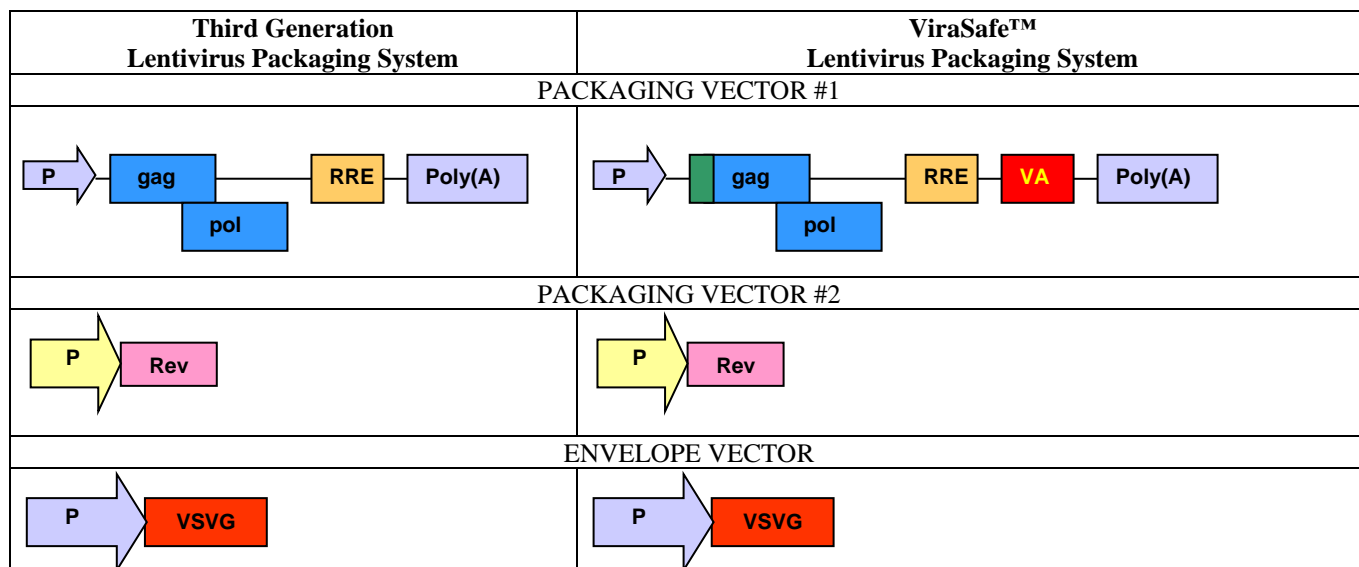 Third Generation
Lentivirus Packaging System
ViraSafe™
Lentivirus Packaging System
PACKAGING VECTOR #1
P gag RRE Poly(A)
pol
P gag RRE VA Poly(A)
pol
PACKAGING VECTOR #2
P Rev
P Rev
ENVELOPE VECTOR
P VSVG
P VSVG